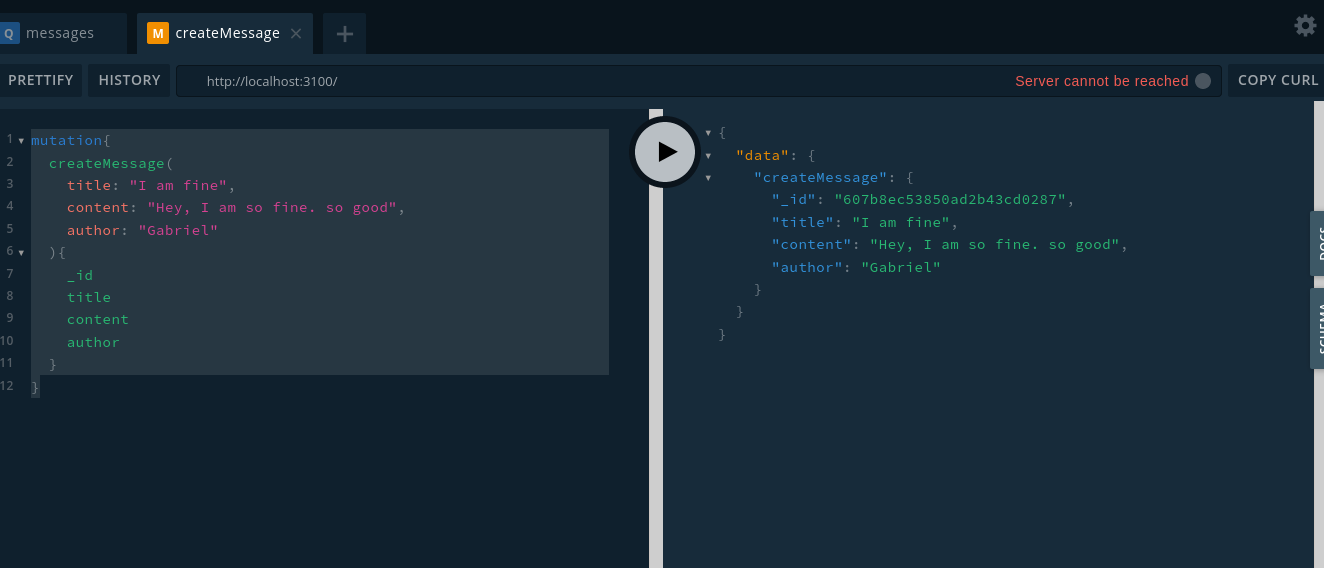 Q messages
M createMessage × +
PRETTIFY HISTORY http://localhost:3100/ Server cannot be reached COPY CURL
1 mutation{
2 createMessage(
3 title: "I am fine",
4 content: "Hey, I am so fine. so good",
5 author: "Gabriel"
6 ){
7 _id
8 title
9 content
10 author
11 }
12 }
{
"data": {
"createMessage": {
"_id": "607b8ec53850ad2b43cd0287",
"title": "I am fine",
"content": "Hey, I am so fine. so good",
"author": "Gabriel"
}
}
}
DOCS
SCHEMA